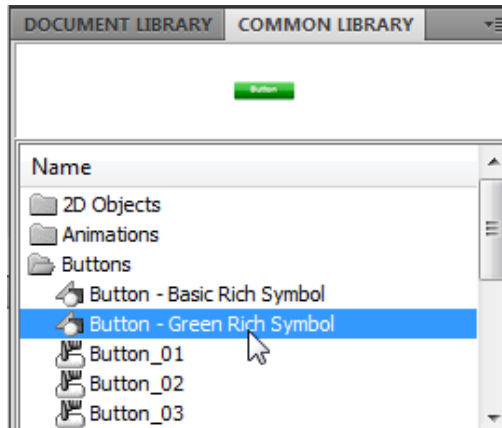 DOCUMENT LIBRARY COMMON LIBRARY
Button
Name
2D Objects
Animations
Buttons
Button - Basic Rich Symbol
Button - Green Rich Symbol
Button_01
Button_02
Button_03